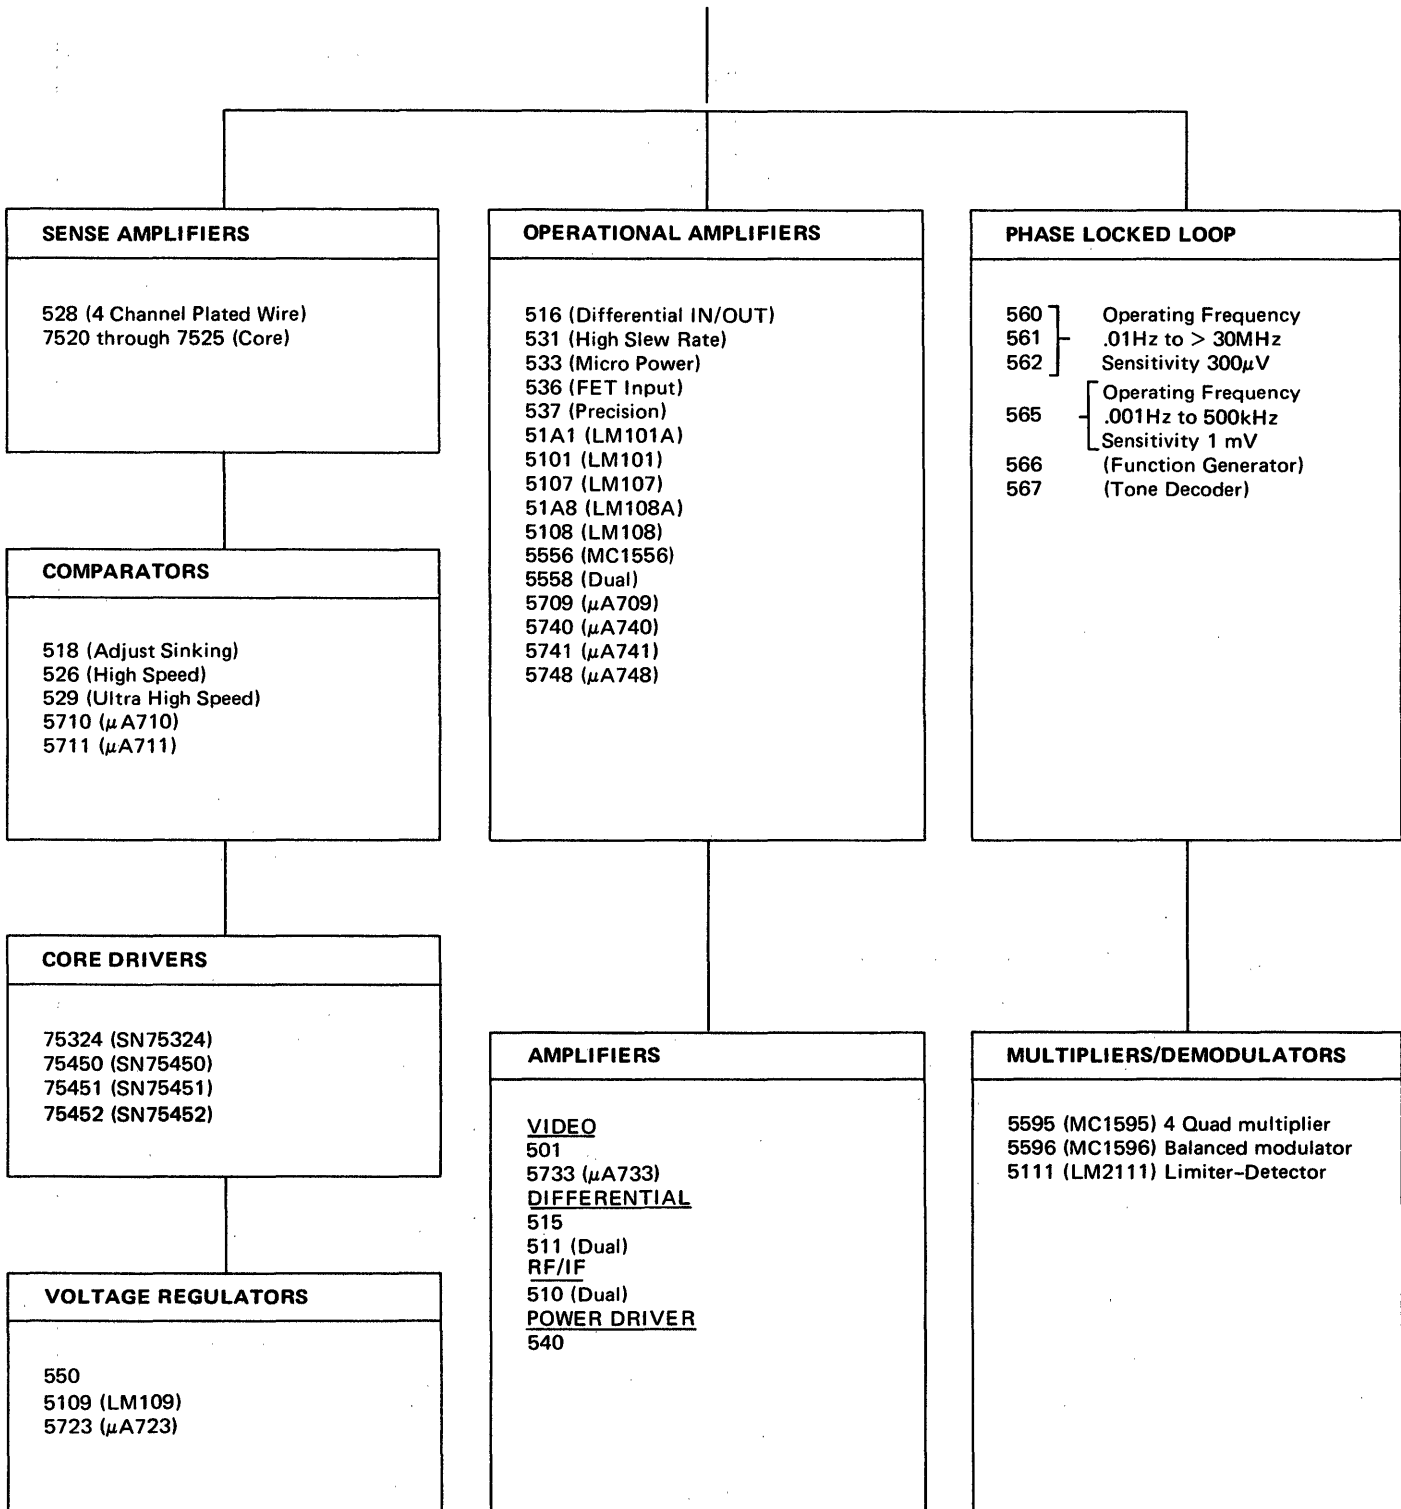 SENSE AMPLIFIERS
528 (4 Channel Plated Wire)
7520 through 7525 (Core)
COMPARATORS
518 (Adjust Sinking)
526 (High Speed)
529 (Ultra High Speed)
5710 (μA710)
5711 (μA711)
CORE DRIVERS
75324 (SN75324)
75450 (SN75450)
75451 (SN75451)
75452 (SN75452)
VOLTAGE REGULATORS
550
5109 (LM109)
5723 (μA723)
OPERATIONAL AMPLIFIERS
516 (Differential IN/OUT)
531 (High Slew Rate)
533 (Micro Power)
536 (FET Input)
537 (Precision)
51A1 (LM101A)
5101 (LM101)
5107 (LM107)
51A8 (LM108A)
5108 (LM108)
5556 (MC1556)
5558 (Dual)
5709 (μA709)
5740 (μA740)
5741 (μA741)
5748 (μA748)
AMPLIFIERS
VIDEO
501
5733 (μA733)
DIFFERENTIAL
515
511 (Dual)
RF/IF
510 (Dual)
POWER DRIVER
540
PHASE LOCKED LOOP
560 Operating Frequency
561 .01Hz to > 30MHz
562 Sensitivity 300μV
Operating Frequency
565 .001Hz to 500kHz
Sensitivity 1 mV
566 (Function Generator)
567 (Tone Decoder)
MULTIPLIERS/DEMODULATORS
5595 (MC1595) 4 Quad multiplier
5596 (MC1596) Balanced modulator
5111 (LM2111) Limiter–Detector